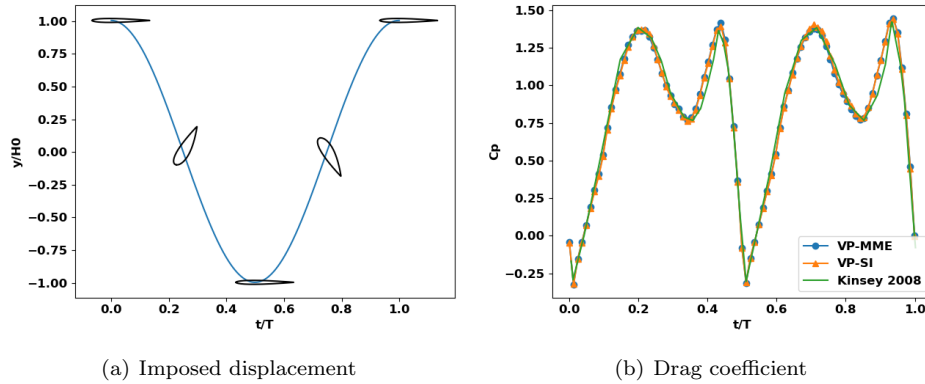 1.00
0.75
0.50
0.25
0.00
−0.25
−0.50
−0.75
−1.00
y/H0
0.0 0.2 0.4 0.6 0.8 1.0
t/T
(a) Imposed displacement
1.50
1.25
1.00
0.75
0.50
0.25
0.00
−0.25
Cp
VP-MME
VP-SI
Kinsey 2008
0.0 0.2 0.4 0.6 0.8 1.0
t/T
(b) Drag coefficient